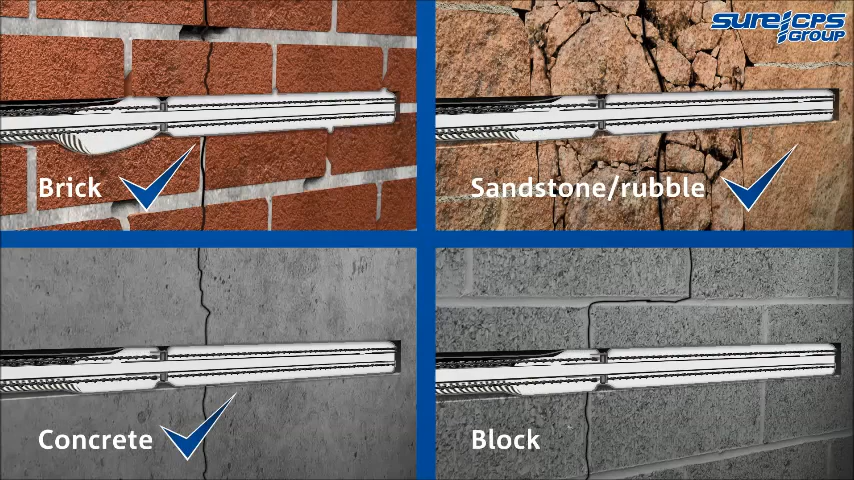 sure CPS
GROUP
Brick
Sandstone/rubble
Concrete
Block